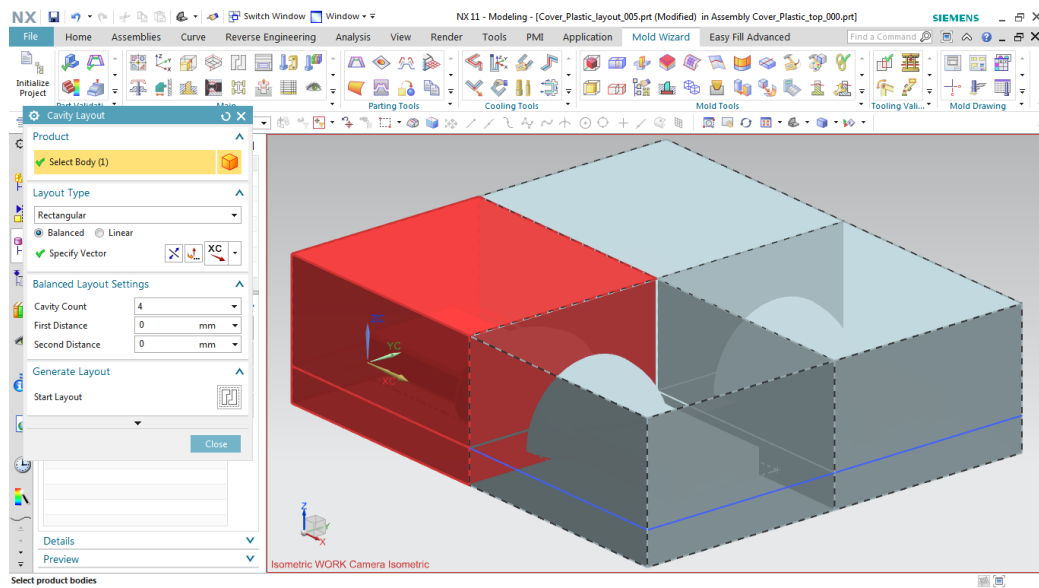 NX Switch Window Window NX 11 - Modeling - [Cover_Plastic_layout_005.prt (Modified) in Assembly Cover_Plastic_top_000.prt] SIEMENS
File Home Assemblies Curve Reverse Engineering Analysis View Render Tools PMI Application Mold Wizard Easy Fill Advanced Find a Command
Initialize
Project
Part Validati... Main Parting Tools Cooling Tools Mold Tools Tooling Vali... Mold Drawing
Cavity Layout
Product
Select Body (1)
Layout Type
Rectangular
Balanced Linear
Specify Vector XC
Balanced Layout Settings
Cavity Count 4
First Distance 0 mm
Second Distance 0 mm
Generate Layout
Start Layout
Close
Details
Preview
YC
XC
Z
X
Isometric WORK Camera Isometric
Select product bodies